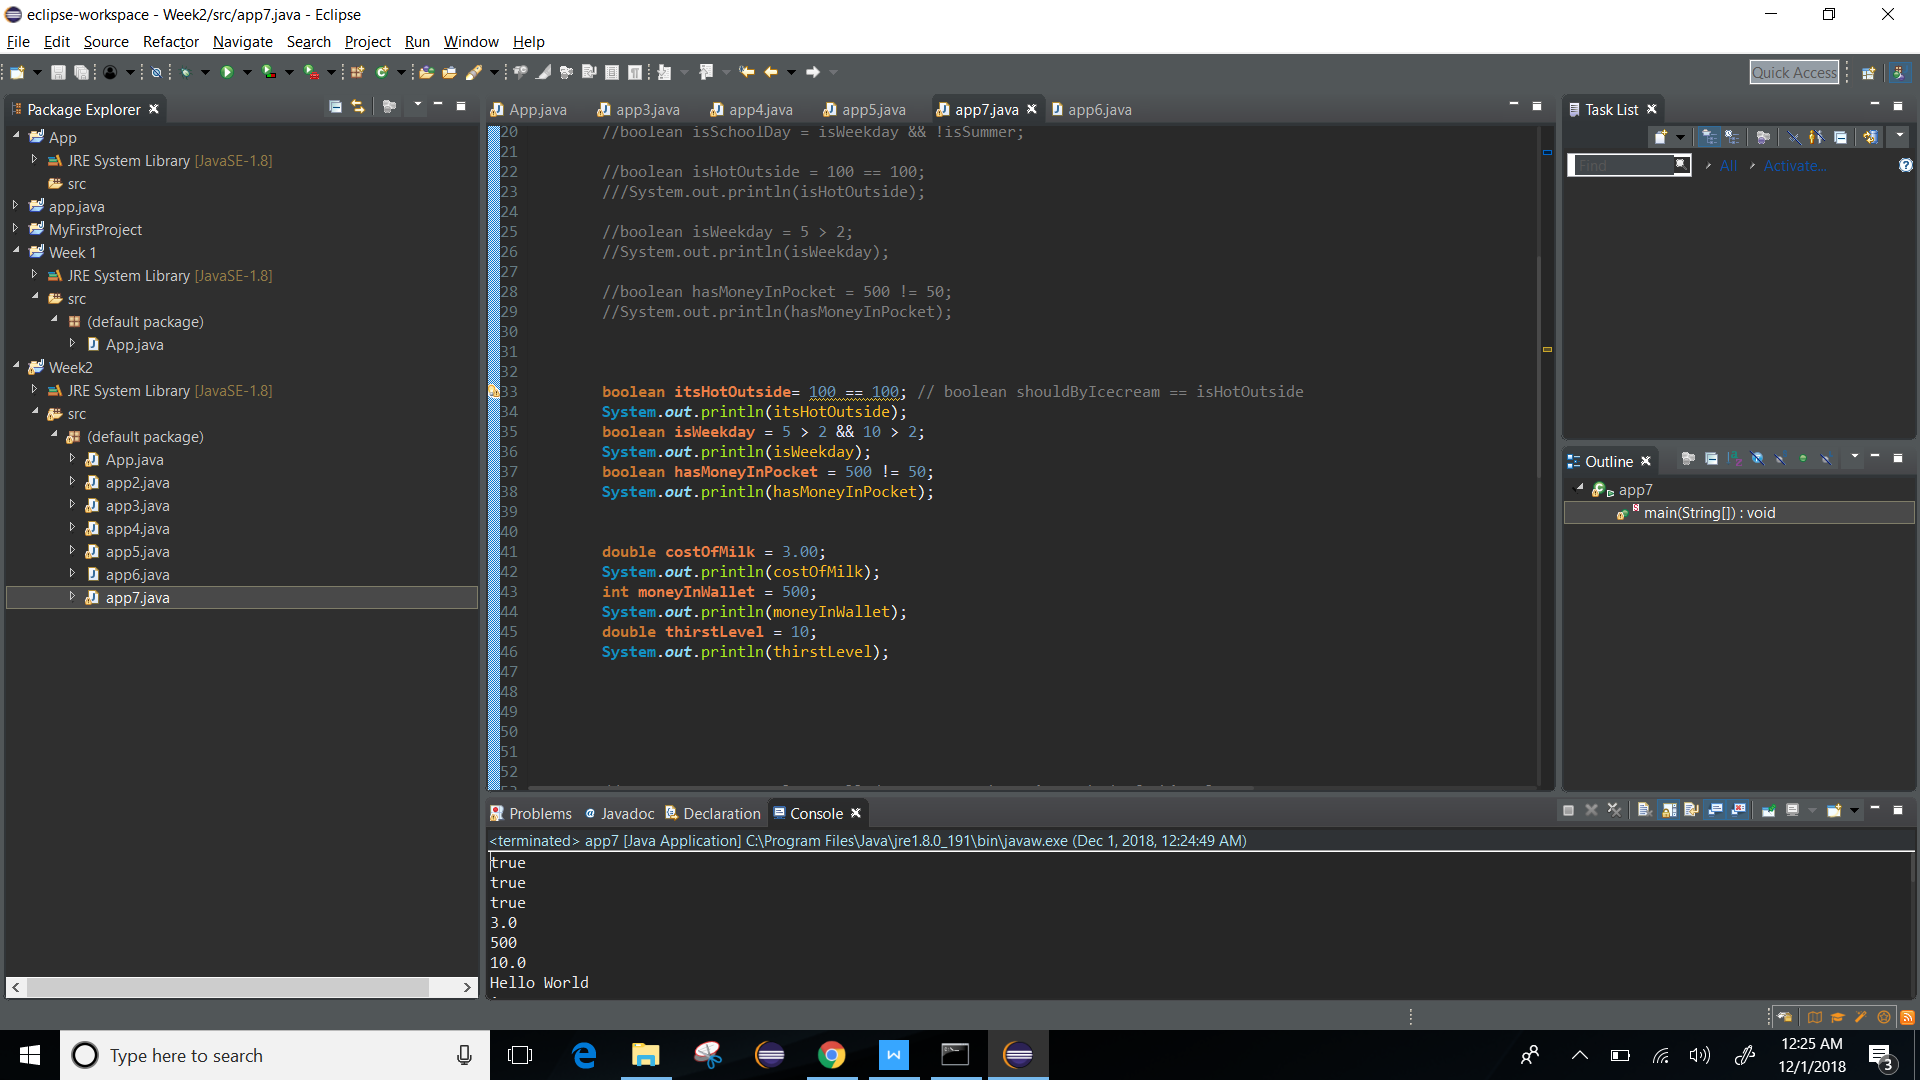 eclipse-workspace - Week2/src/app7.java - Eclipse
File Edit Source Refactor Navigate Search Project Run Window Help
Quick Access
Package Explorer
App
JRE System Library [JavaSE-1.8]
src
app.java
MyFirstProject
Week 1
JRE System Library [JavaSE-1.8]
src
(default package)
App.java
Week2
JRE System Library [JavaSE-1.8]
src
(default package)
App.java
app2.java
app3.java
app4.java
app5.java
app6.java
app7.java
App.java app3.java app4.java app5.java app7.java app6.java
20 //boolean isSchoolDay = isWeekday && !isSummer;
21
22 //boolean isHotOutside = 100 == 100;
23 ///System.out.println(isHotOutside);
24
25 //boolean isWeekday = 5 > 2;
26 //System.out.println(isWeekday);
27
28 //boolean hasMoneyInPocket = 500 != 50;
29 //System.out.println(hasMoneyInPocket);
30
31
32
33 boolean itsHotOutside= 100 == 100; // boolean shouldByIcecream == isHotOutside
34 System.out.println(itsHotOutside);
35 boolean isWeekday = 5 > 2 && 10 > 2;
36 System.out.println(isWeekday);
37 boolean hasMoneyInPocket = 500 != 50;
38 System.out.println(hasMoneyInPocket);
39
40
41 double costOfMilk = 3.00;
42 System.out.println(costOfMilk);
43 int moneyInWallet = 500;
44 System.out.println(moneyInWallet);
45 double thirstLevel = 10;
46 System.out.println(thirstLevel);
47
48
49
50
51
52
Task List
Find
All
Activate...
Outline
app7
main(String[]) : void
Problems @ Javadoc Declaration Console
<terminated> app7 [Java Application] C:\Program Files\Java\jre1.8.0_191\bin\javaw.exe (Dec 1, 2018, 12:24:49 AM)
true
true
true
3.0
500
10.0
Hello World
Type here to search
12:25 AM
12/1/2018
3